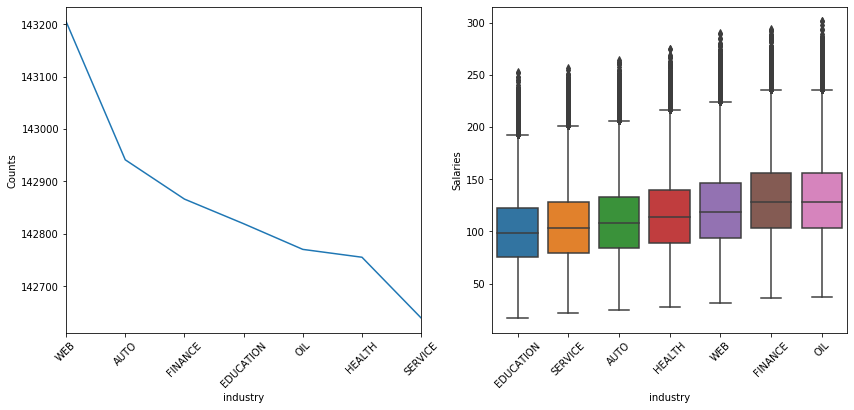 143200
143100
143000
142900
142800
142700
Counts
WEB
AUTO
FINANCE
EDUCATION
OIL
HEALTH
SERVICE
industry
300
250
200
150
100
50
Salaries
EDUCATION
SERVICE
AUTO
HEALTH
WEB
FINANCE
OIL
industry